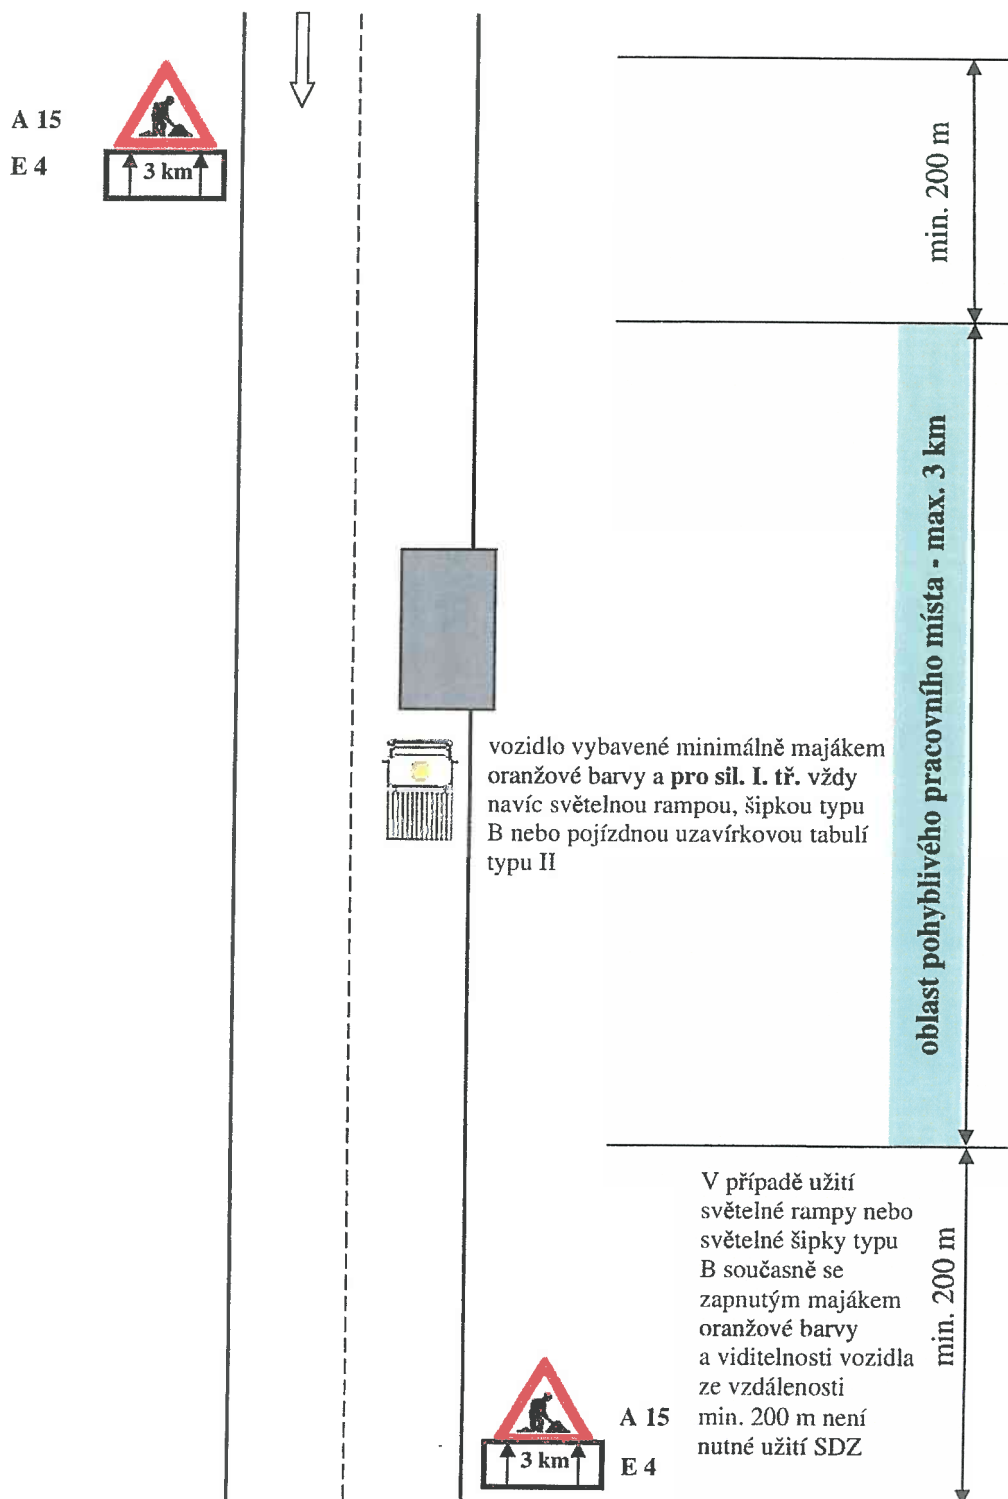 A 15
E 4
3 km
min. 200 m
oblast pohyblivého pracovního místa - max. 3 km
vozidlo vybavené minimálně majákem
oranžové barvy a pro sil. I. tř. vždy
navíc světelnou rampou, šipkou typu
B nebo pojízdnou uzavírkovou tabulí
typu II
V případě užití
světelné rampy nebo
světelné šipky typu
B současně se
zapnutým majákem
oranžové barvy
a viditelnosti vozidla
ze vzdálenosti
min. 200 m není
nutné užití SDZ
min. 200 m
A 15
E 4
3 km